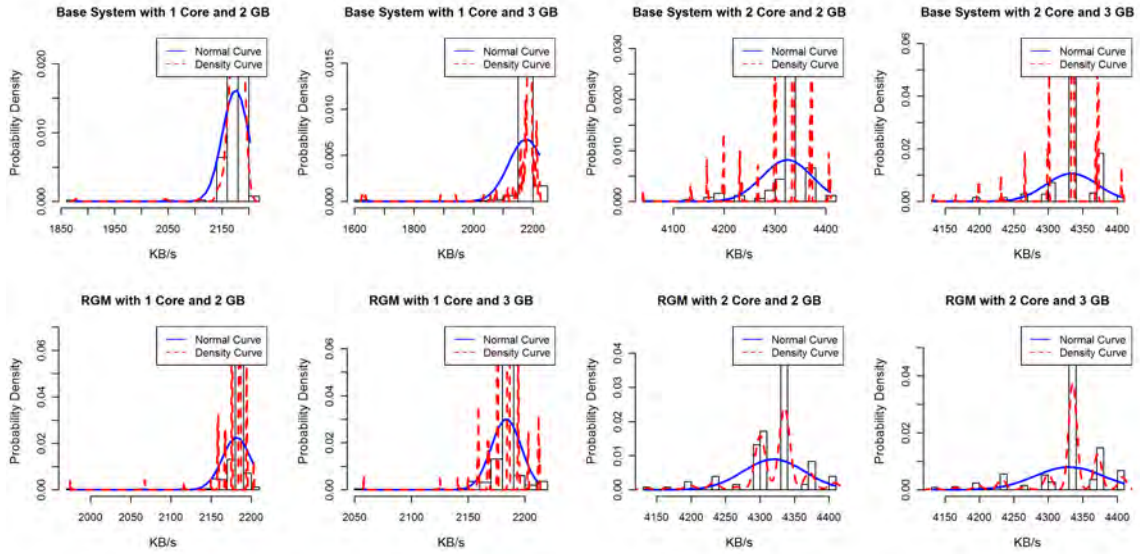 Base System with 1 Core and 2 GB
Normal Curve
Density Curve
Probability Density
0.020
0.010
0.000
1850 1950 2050 2150
KB/s
Base System with 1 Core and 3 GB
Normal Curve
Density Curve
Probability Density
0.015
0.010
0.005
0.000
1600 1800 2000 2200
KB/s
Base System with 2 Core and 2 GB
Normal Curve
Density Curve
Probability Density
0.030
0.020
0.010
0.000
4100 4200 4300 4400
KB/s
Base System with 2 Core and 3 GB
Normal Curve
Density Curve
Probability Density
0.06
0.04
0.02
0.00
4150 4250 4350
KB/s
RGM with 1 Core and 2 GB
Normal Curve
Density Curve
Probability Density
0.06
0.04
0.02
0.00
2000 2050 2100 2150 2200
KB/s
RGM with 1 Core and 3 GB
Normal Curve
Density Curve
Probability Density
0.06
0.04
0.02
0.00
2050 2100 2150 2200
KB/s
RGM with 2 Core and 2 GB
Normal Curve
Density Curve
Probability Density
0.04
0.03
0.02
0.01
0.00
4150 4200 4250 4300 4350 4400
KB/s
RGM with 2 Core and 3 GB
Normal Curve
Density Curve
Probability Density
0.04
0.02
0.00
4150 4200 4250 4300 4350 4400
KB/s